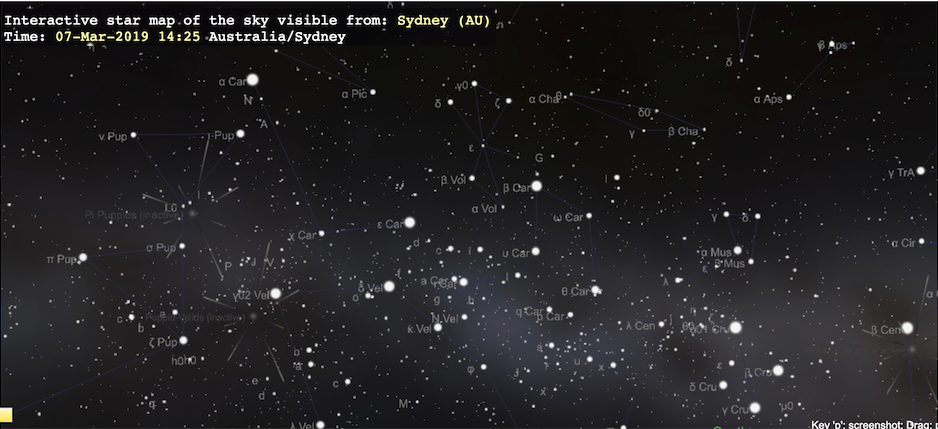 Interactive star map of the sky visible from: Sydney (AU)
Time: 07-Mar-2019 14:25 Australia/Sydney
β Aps
δ
α Car
N
α Pic
γ0
δ
ζ
α Cha
θ
δ0
γ
β Cha
α Aps
A
ν Pup
τ Pup
ε
G
β Vol
β Car
α Vol
I
γ TrA
L0
Pi Puppids (inactive)
ε Car
ω Car
γ
δ
χ Car
σ Pup
π Pup
P
J
V
d
c
i
υ Car
α Mus
β Mus
ε
α Cir
γ02 Vel
δ Vel
o
a Car
l
g
h
θ Car
λ
q Car
p Car
N Vel
κ Vel
λ Cen
β Cen
c
b
a
ζ Pup
h0h0
b
a
e
d
c
q
φ
u
x
β Cru
δ Cru
γ Cru
μ0
M
λ Vel
Key 'p': screenshot; Drag: